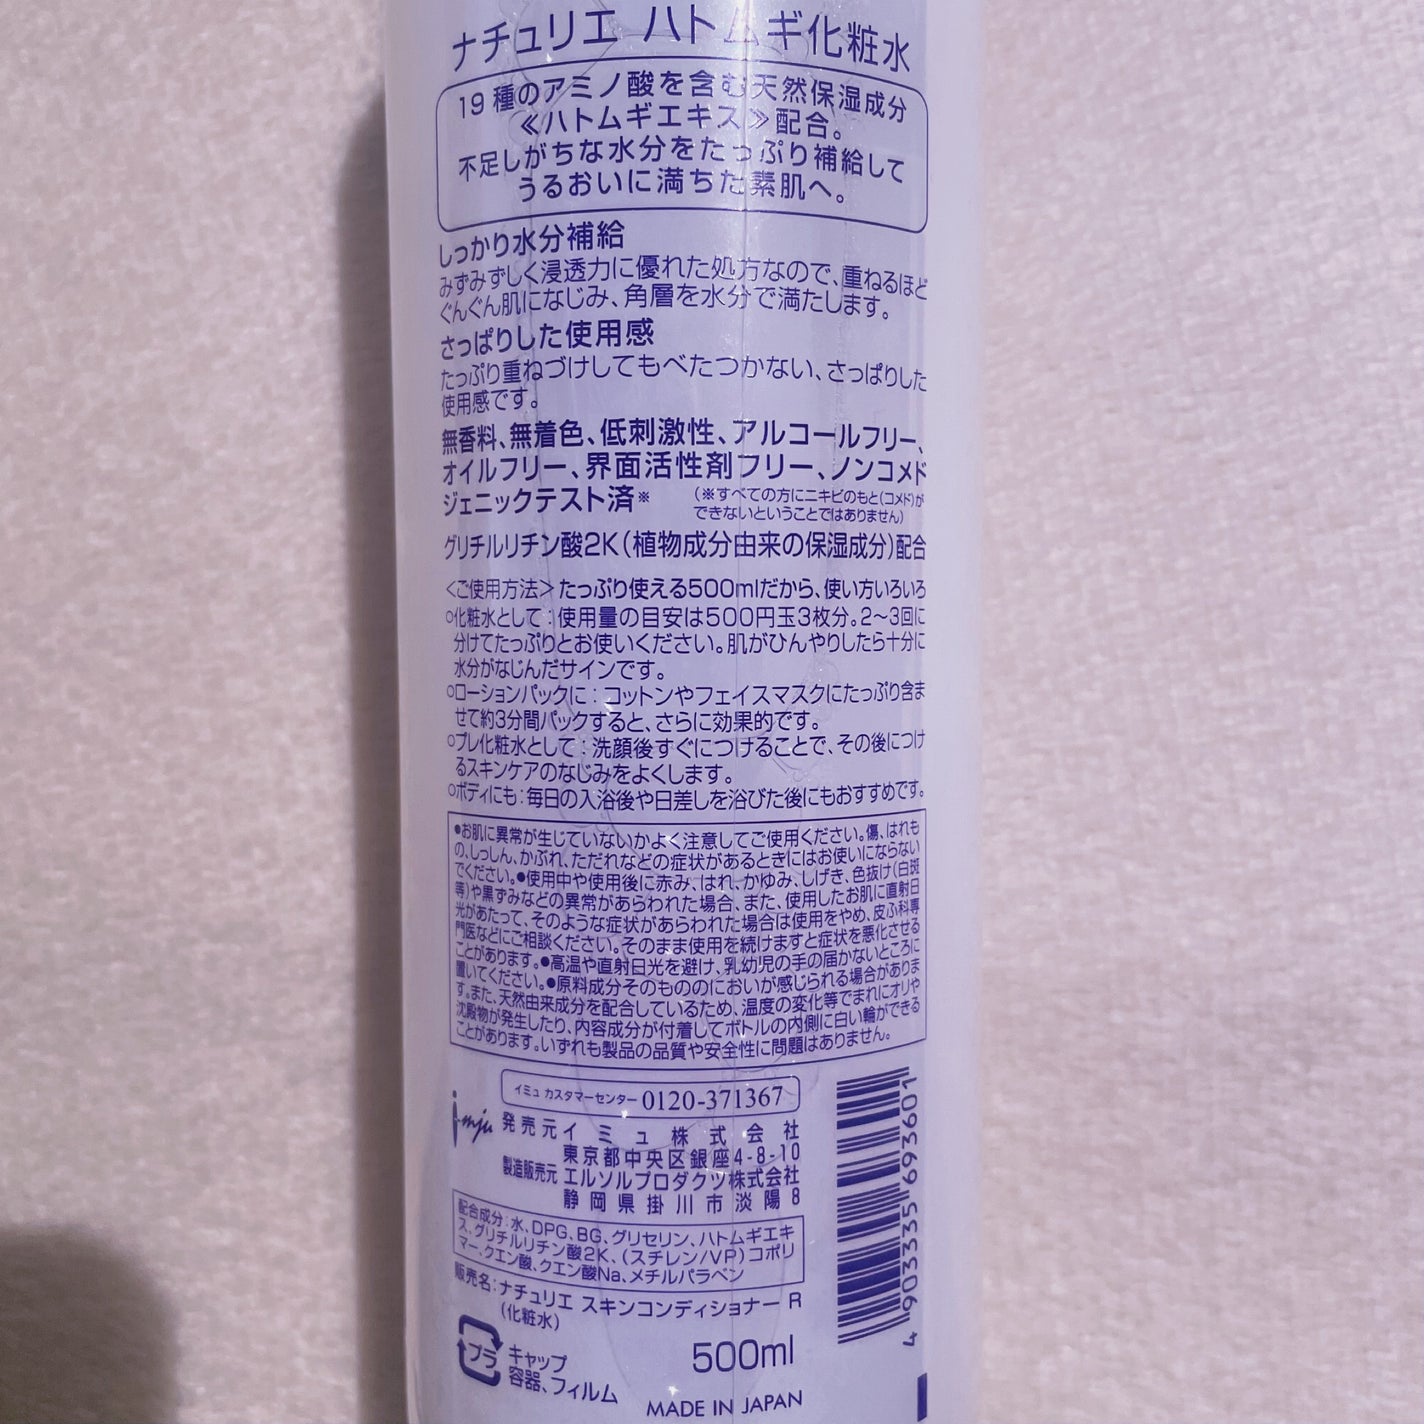 ナチュリエ ハトムギ化粧水
19種のアミノ酸を含む天然保湿成分
≪ハトムギエキス≫配合。
不足しがちな水分をたっぷり補給して
うるおいに満ちた素肌へ。
しっかり水分補給
みずみずしく浸透力に優れた処方なので、重ねるほど
ぐんぐん肌になじみ、角層を水分で満たします。
さっぱりした使用感
たっぷり重ねづけしてもべたつかない、さっぱりした
使用感です。
無香料、無着色、低刺激性、アルコールフリー、
オイルフリー、界面活性剤フリー、ノンコメド
ジェニックテスト済※ (※すべての方にニキビのもと(コメド)が
できないということではありません)
グリチルリチン酸2K(植物成分由来の保湿成分)配合
<ご使用方法>たっぷり使える500mlだから、使い方いろいろ
○化粧水として:使用量の目安は500円玉3枚分。2~3回に
分けてたっぷりとお使いください。肌がひんやりしたら十分に
水分がなじんだサインです。
○ローションパックに:コットンやフェイスマスクにたっぷり含ま
せて約3分間パックすると、さらに効果的です。
○プレ化粧水として:洗顔後すぐにつけることで、その後につけ
るスキンケアのなじみをよくします。
○ボディにも:毎日の入浴後や日差しを浴びた後にもおすすめです。
●お肌に異常が生じていないかよく注意してご使用ください。傷、はれも
の、しっしん、かぶれ、ただれなどの症状があるときにはお使いにならない
でください。●使用中や使用後に赤み、はれ、かゆみ、しげき、色抜け(白斑
等)や黒ずみなどの異常があらわれた場合、また、使用したお肌に直射日
光があたって、そのような症状があらわれた場合は使用をやめ、皮ふ科専
門医などにご相談ください。そのまま使用を続けますと症状を悪化させる
ことがあります。●高温や直射日光を避け、乳幼児の手の届かないところに
置いてください。●原料成分そのもののにおいが感じられる場合がありま
す。また、天然由来成分を配合しているため、温度の変化等でまれにオリや
沈殿物が発生したり、内容成分が付着してボトルの内側に白い輪ができる
ことがあります。いずれも製品の品質や安全性に問題はありません。
イミュ カスタマーセンター 0120-371367
i-mju
発売元 イミュ株式会社
東京都中央区銀座4-8-10
製造販売元 エルソルプロダクツ株式会社
静岡県掛川市淡陽8
配合成分:水、DPG、BG、グリセリン、ハトムギエキ
ス、グリチルリチン酸2K、(スチレン/VP)コポリ
マー、クエン酸、クエン酸Na、メチルパラベン
販売名:ナチュリエ スキンコンディショナー R
(化粧水)
プラ
キャップ
容器、フィルム
500ml
MADE IN JAPAN
4 903335 693601